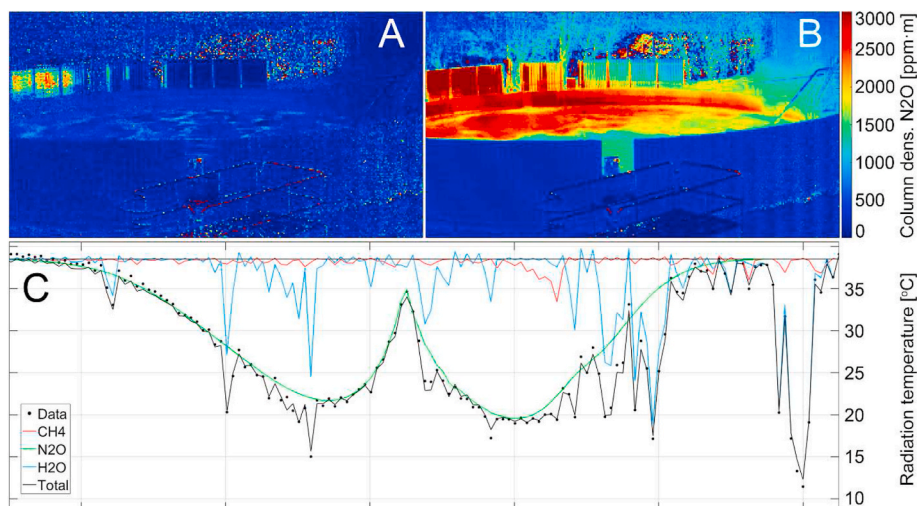 A
B
3000
2500
2000
1500
1000
500
0
Column dens. N2O [ppm·m]
C
Data
CH4
N2O
H2O
Total
35
30
25
20
15
10
Radiation temperature [ºC]